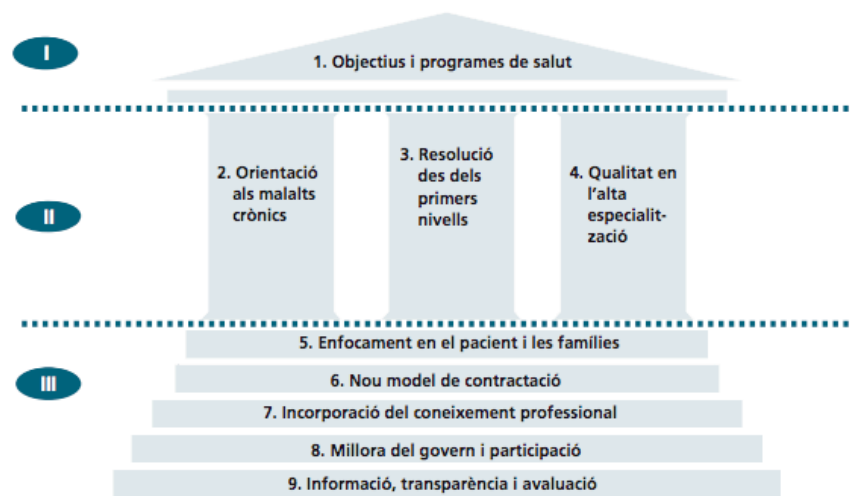 I
1. Objectius i programes de salut
II
2. Orientació
als malalts
crònics
3. Resolució
des dels
primers
nivells
4. Qualitat en
l'alta
especialit-
zació
III
5. Enfocament en el pacient i les famílies
6. Nou model de contractació
7. Incorporació del coneixement professional
8. Millora del govern i participació
9. Informació, transparència i avaluació